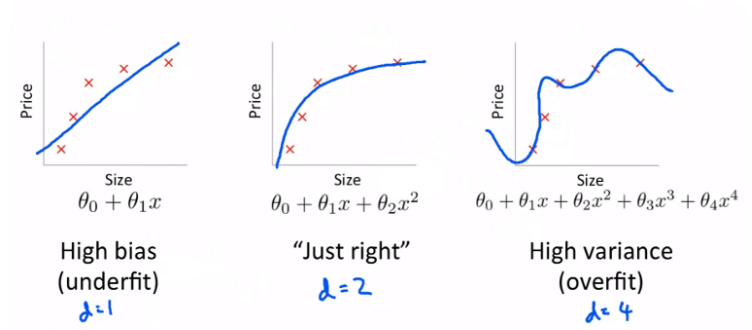 Price
Size
θ₀ + θ₁x
High bias
(underfit)
d=1
Price
Size
θ₀ + θ₁x + θ₂x²
“Just right”
d=2
Price
Size
θ₀ + θ₁x + θ₂x² + θ₃x³ + θ₄x⁴
High variance
(overfit)
d=4